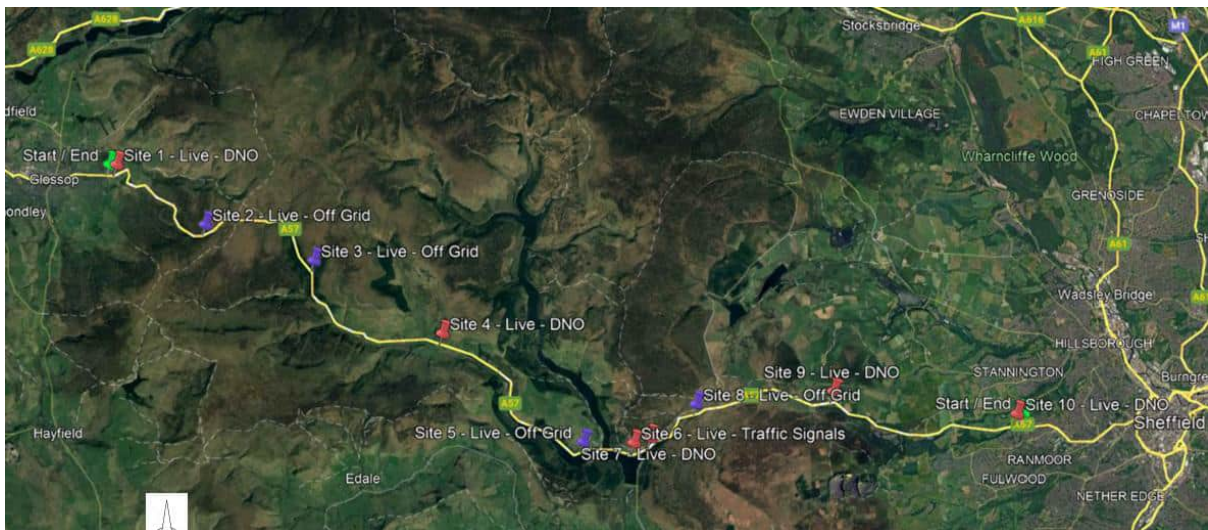 A628
A628
Stocksbridge
A616
M1
A61
HIGH GREEN
EWDEN VILLAGE
CHAPELTOW
dfield
Start / End
Site 1 - Live - DNO
Wharncliffe Wood
Glossop
GRENOSIDE
ondley
Site 2 - Live - Off Grid
A57
Site 3 - Live - Off Grid
A61
SH
Wadsley Bridge
A61
Site 4 - Live - DNO
HILLSBOROUGH
Site 9 - Live - DNO
STANNINGTON
Burngre
Site 8 - Live - Off Grid
A57
Start / End
Site 10 - Live - DNO
A57
Sheffield
Hayfield
Site 5 - Live - Off Grid
Site 6 - Live - Traffic Signals
Site 7 - Live - DNO
RANMOOR
Edale
FULWOOD
NETHER EDGE